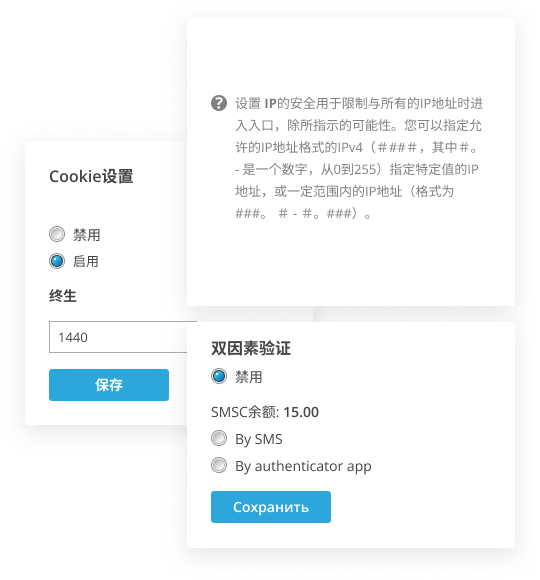 设置 IP的安全用于限制与所有的IP地址时进
入入口，除所指示的可能性。您可以指定允
许的IP地址格式的IPv4（＃###，其中＃。
- 是一个数字，从0到255）指定特定值的IP
地址，或一定范围内的IP地址（格式为
###。 ＃ - ＃。###）。
Cookie设置
禁用
启用
终生
1440
保存
双因素验证
禁用
SMSC余额: 15.00
By SMS
By authenticator app
Сохранить